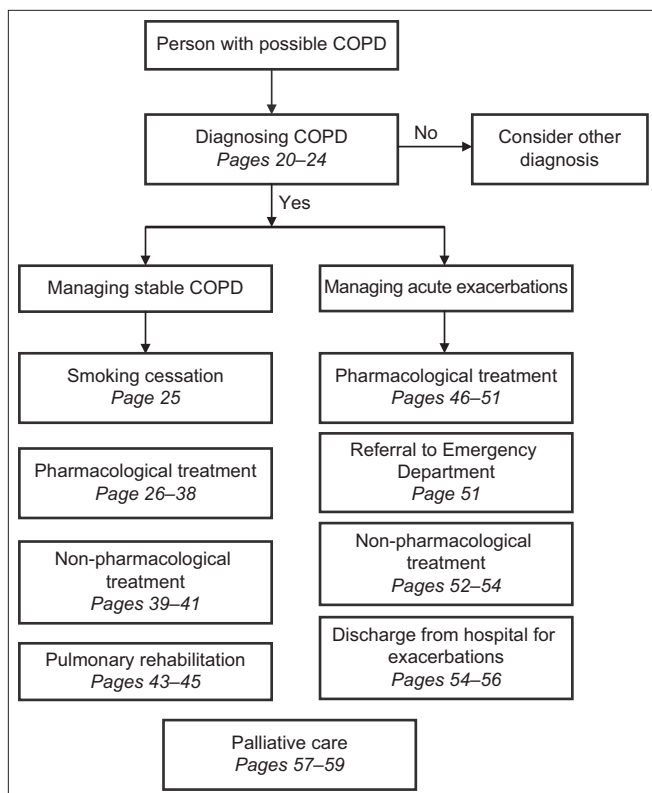 Person with possible COPD
Diagnosing COPD
Pages 20–24
No
Consider other
diagnosis
Yes
Managing stable COPD
Managing acute exacerbations
Smoking cessation
Page 25
Pharmacological treatment
Page 26–38
Non-pharmacological
treatment
Pages 39–41
Pulmonary rehabilitation
Pages 43–45
Pharmacological treatment
Pages 46–51
Referral to Emergency
Department
Page 51
Non-pharmacological
treatment
Pages 52–54
Discharge from hospital for
exacerbations
Pages 54–56
Palliative care
Pages 57–59